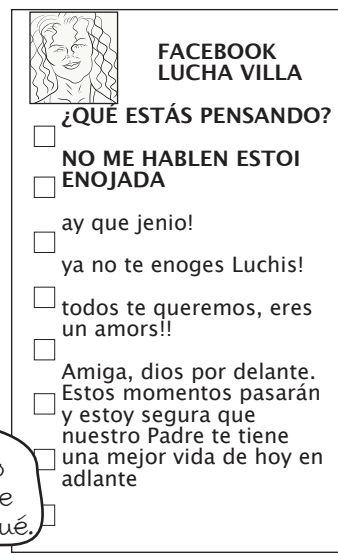 FACEBOOK
LUCHA VILLA
¿QUÉ ESTÁS PENSANDO?
NO ME HABLEN ESTOI
ENOJADA
ay que jenio!
ya no te enoges Luchis!
todos te queremos, eres
un amors!!
Amiga, dios por delante.
Estos momentos pasarán
y estoy segura que
nuestro Padre te tiene
una mejor vida de hoy en
adlante